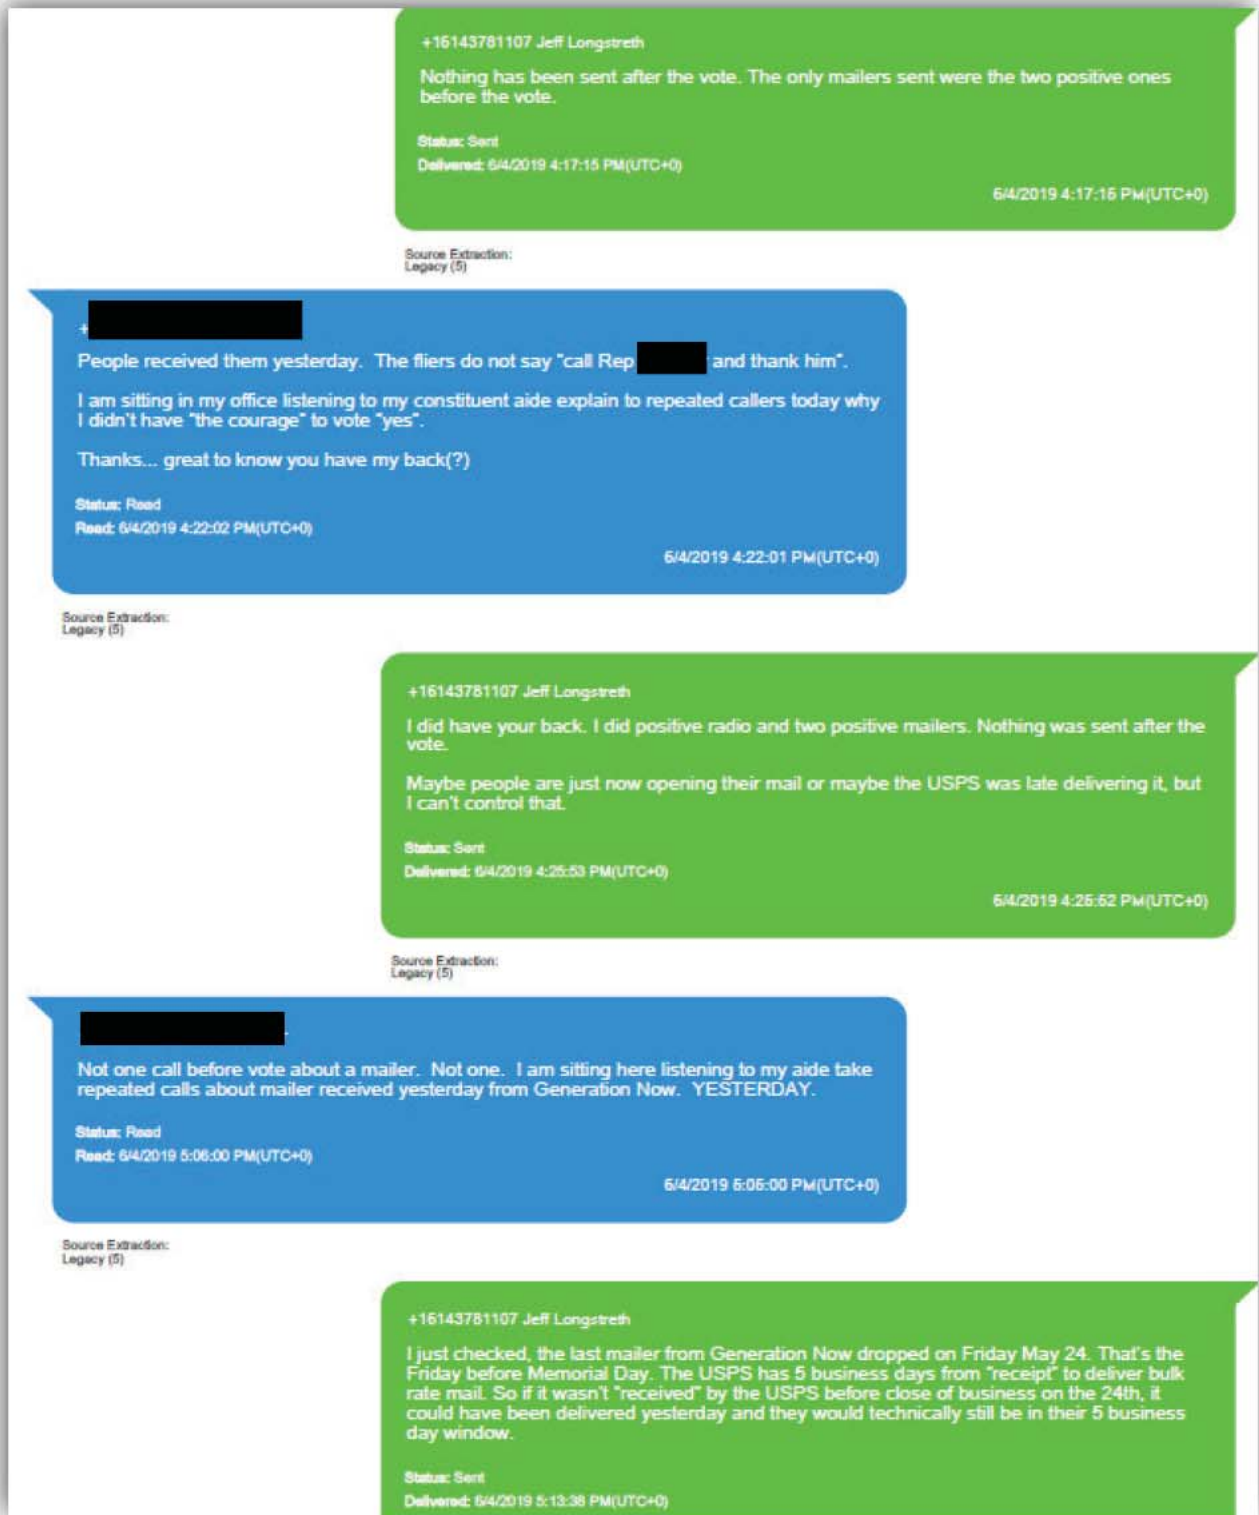 +16143781107 Jeff Longstreth
Nothing has been sent after the vote. The only mailers sent were the two positive ones
before the vote.
Status: Sent
Delivered: 6/4/2019 4:17:15 PM(UTC+0)
6/4/2019 4:17:15 PM(UTC+0)
Source Extraction:
Legacy (5)
+
People received them yesterday. The fliers do not say "call Rep and thank him".
I am sitting in my office listening to my constituent aide explain to repeated callers today why
I didn't have "the courage" to vote "yes".
Thanks... great to know you have my back(?)
Status: Read
Read: 6/4/2019 4:22:02 PM(UTC+0)
6/4/2019 4:22:01 PM(UTC+0)
Source Extraction:
Legacy (5)
+16143781107 Jeff Longstreth
I did have your back. I did positive radio and two positive mailers. Nothing was sent after the
vote.
Maybe people are just now opening their mail or maybe the USPS was late delivering it, but
I can't control that.
Status: Sent
Delivered: 6/4/2019 4:25:53 PM(UTC+0)
6/4/2019 4:25:52 PM(UTC+0)
Source Extraction:
Legacy (5)
Not one call before vote about a mailer. Not one. I am sitting here listening to my aide take
repeated calls about mailer received yesterday from Generation Now. YESTERDAY.
Status: Read
Read: 6/4/2019 5:06:00 PM(UTC+0)
6/4/2019 5:05:00 PM(UTC+0)
Source Extraction:
Legacy (5)
+16143781107 Jeff Longstreth
I just checked, the last mailer from Generation Now dropped on Friday May 24. That's the
Friday before Memorial Day. The USPS has 5 business days from "receipt" to deliver bulk
rate mail. So if it wasn't "received" by the USPS before close of business on the 24th, it
could have been delivered yesterday and they would technically still be in their 5 business
day window.
Status: Sent
Delivered: 6/4/2019 5:13:38 PM(UTC+0)